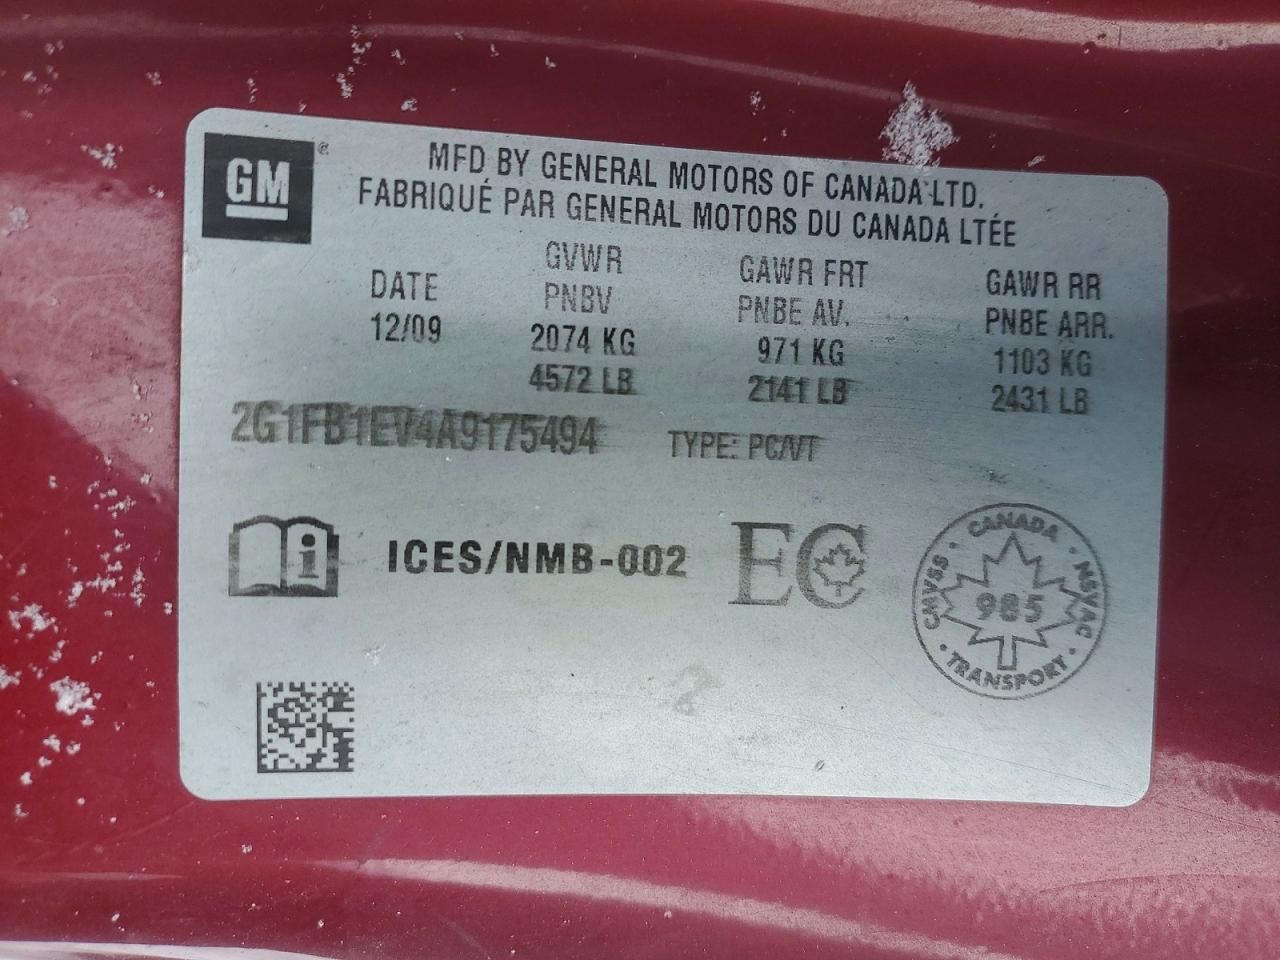 GM®
MFD BY GENERAL MOTORS OF CANADA LTD.
FABRIQUÉ PAR GENERAL MOTORS DU CANADA LTÉE
DATE GVWR GAWR FRT GAWR RR
PNBV PNBE AV. PNBE ARR.
12/09 2074 KG 971 KG 1103 KG
4572 LB 2141 LB 2431 LB
2G1FB1EV4A9175494 TYPE: PC/VT
i ICES/NMB-002 EC
CANADA · NSVAC · TRANSPORT · CMVSS ·
985
8